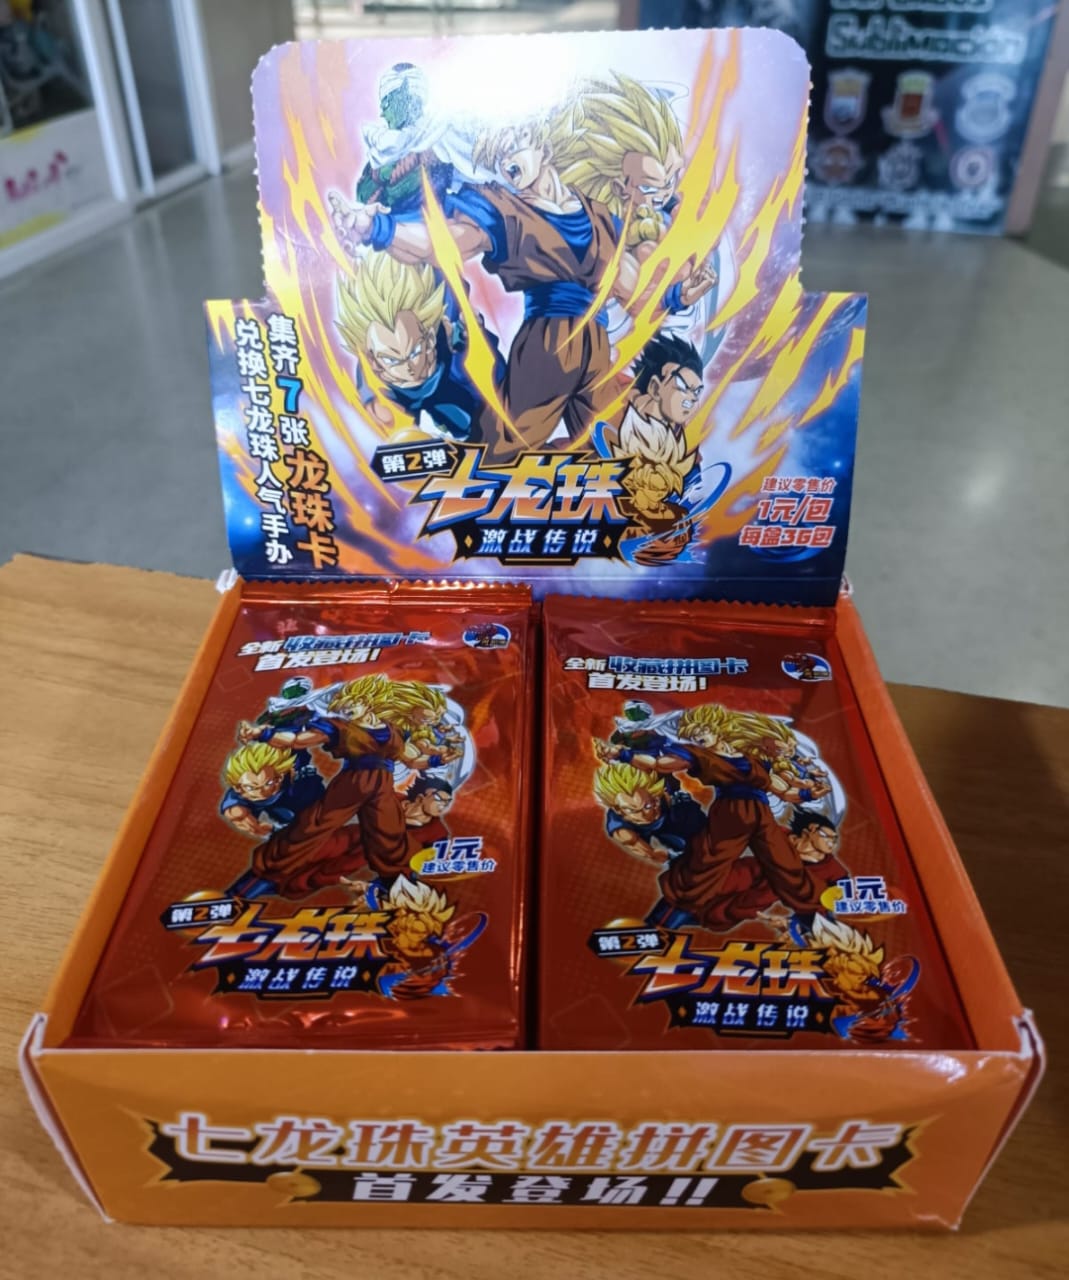 Sublimación
集齐7张龙珠卡
兑换七龙珠人气手办
第2弹
七龙珠
激战传说
建议零售价
1元/包
每盒36包
全新收藏拼图卡
首发登场!
1元
建议零售价
第2弹
七龙珠
激战传说
全新收藏拼图卡
首发登场!
1元
建议零售价
第2弹
七龙珠
激战传说
七龙珠英雄拼图卡
首发登场!!